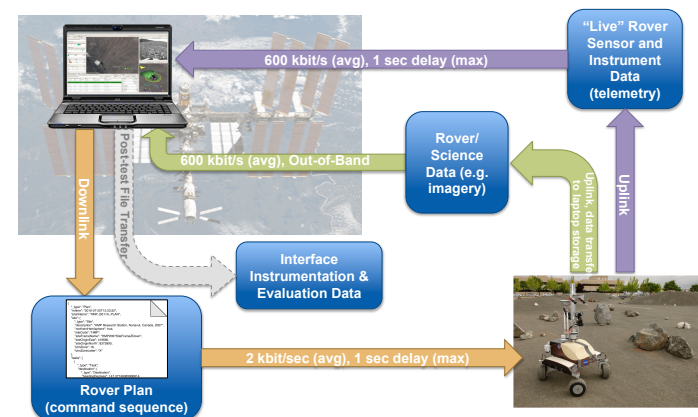 "Live" Rover
Sensor and
Instrument
Data
(telemetry)
600 kbit/s (avg), 1 sec delay (max)
Rover/
Science
Data (e.g.
imagery)
600 kbit/s (avg), Out-of-Band
Downlink
Post-test File Transfer
Uplink, data transfe
to laptop storage
Uplink
Interface
Instrumentation &
Evaluation Data
2 kbit/sec (avg), 1 sec delay (max)
Rover Plan
(command sequence)